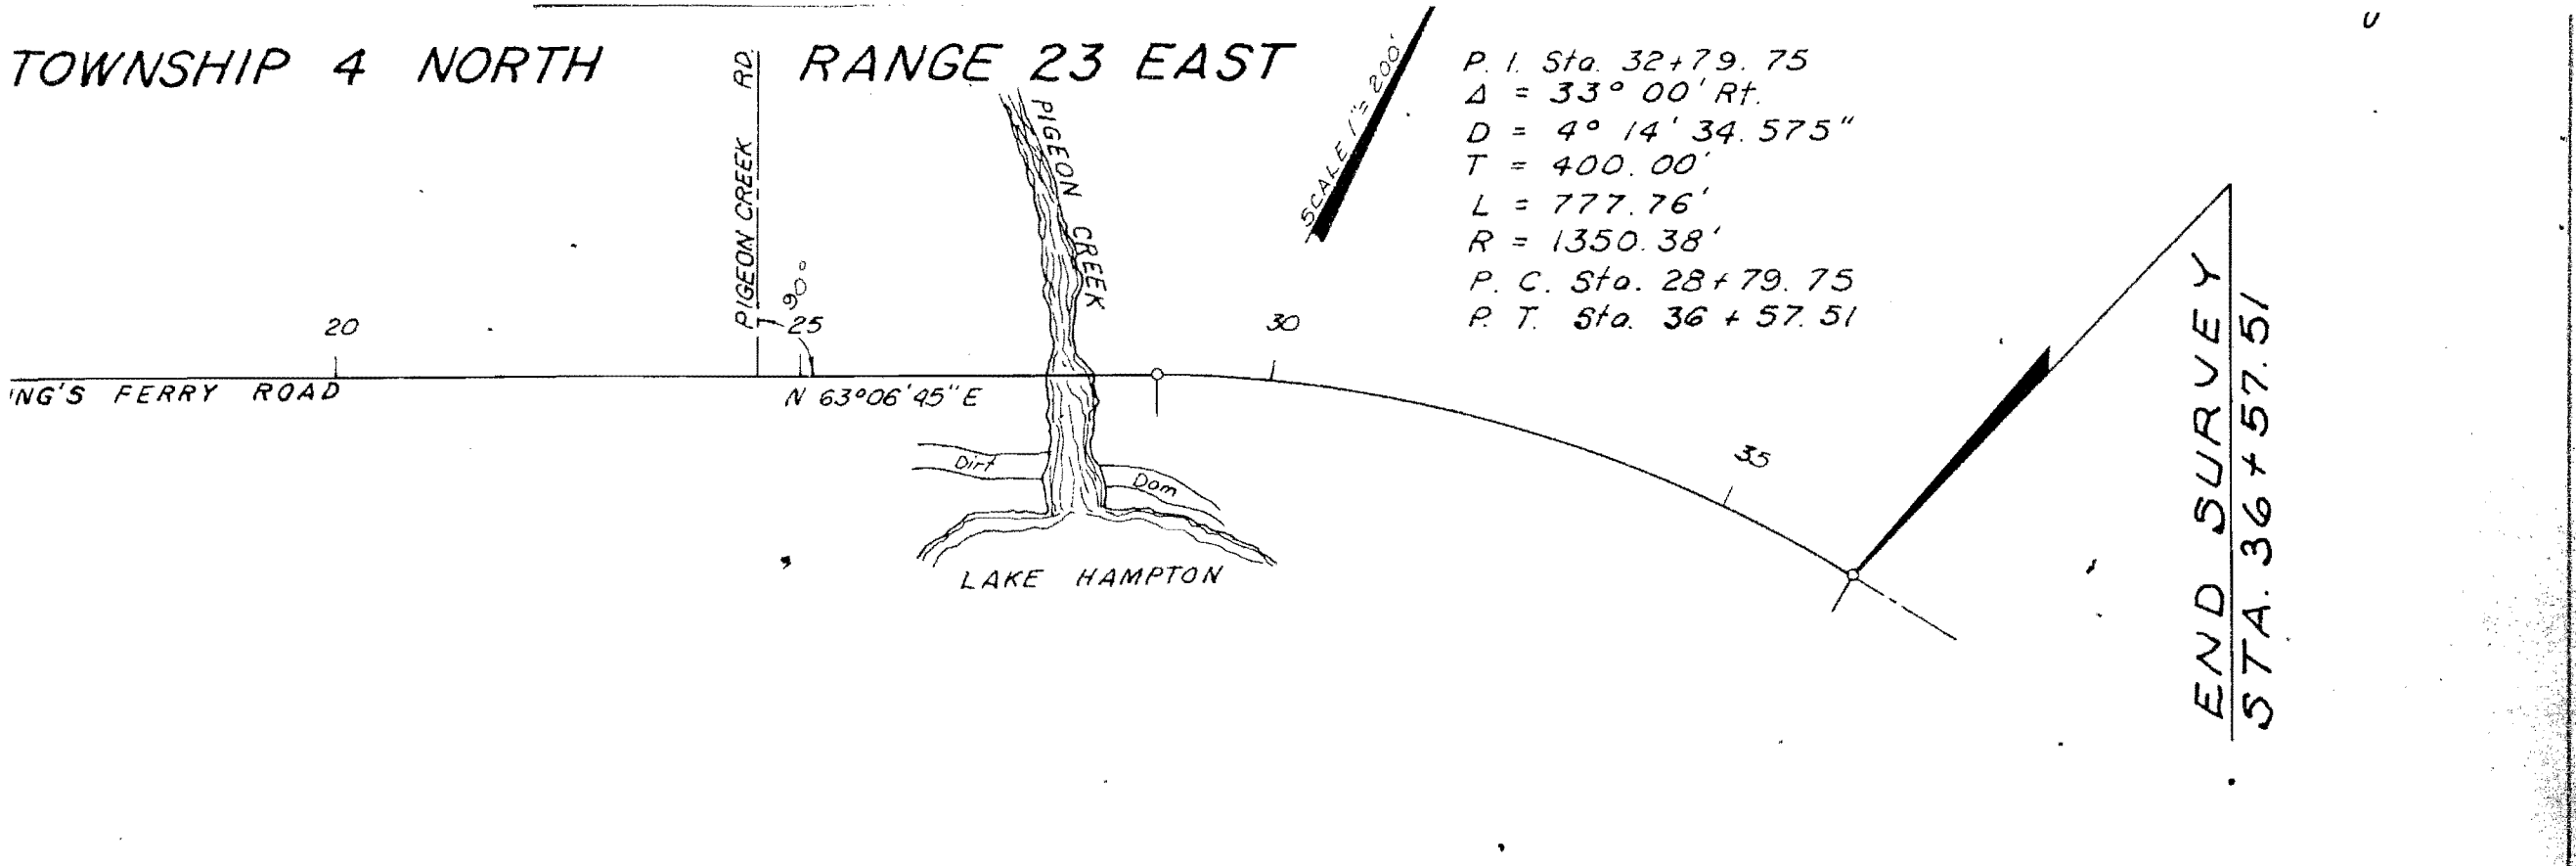 TOWNSHIP 4 NORTH
RANGE 23 EAST
PIGEON CREEK RD.
PIGEON CREEK
SCALE 1"= 200'
P. I. Sta. 32+79.75
Δ = 33° 00' Rt.
D = 4° 14' 34.575"
T = 400.00'
L = 777.76'
R = 1350.38'
P. C. Sta. 28+79.75
P. T. Sta. 36+57.51
90°
20
25
30
35
ING'S FERRY ROAD
N 63°06'45"E
Dirt
Dam
LAKE HAMPTON
END SURVEY
STA. 36+57.51